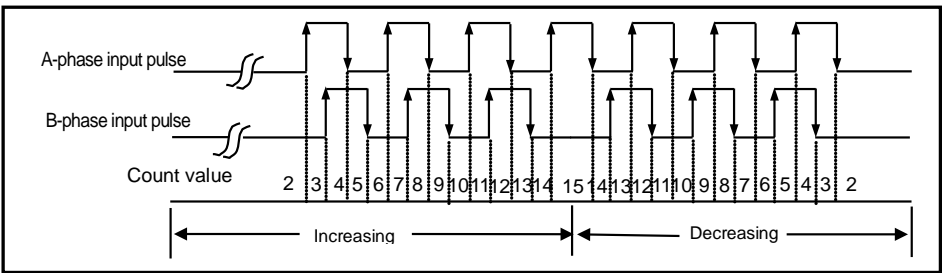 A-phase input pulse
B-phase input pulse
Count value 2 3 4 5 6 7 8 9 10 11 12 13 14 15 14 13 12 11 10 9 8 7 6 5 4 3 2
Increasing Decreasing